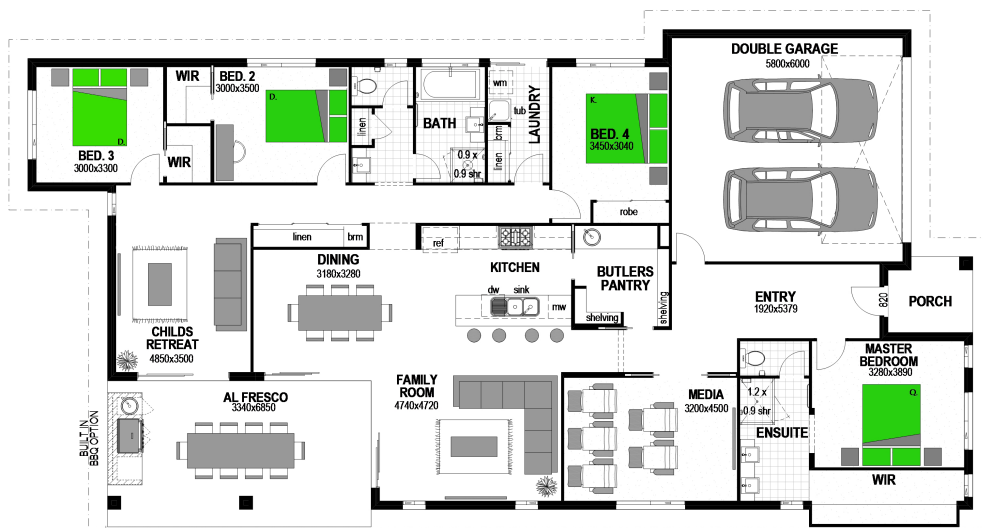 DOUBLE GARAGE
5800x6000
WIR
BED. 2
3000x3500
D.
D.
BED. 3
3000x3300
WIR
linen
BATH
0.9 x
0.9 shr
wm
tub
LAUNDRY
brm
linen
K.
BED. 4
3450x3040
robe
linen
brm
ref
DINING
3180x3280
KITCHEN
dw
sink
mw
BUTLERS
PANTRY
shelving
shelving
ENTRY
1920x5379
820
PORCH
CHILDS
RETREAT
4850x3500
MASTER
BEDROOM
3280x3890
Q.
FAMILY
ROOM
4740x4720
MEDIA
3200x4500
1.2 x
0.9 shr
ENSUITE
WIR
AL FRESCO
3340x6850
BUILT IN
BBQ OPTION